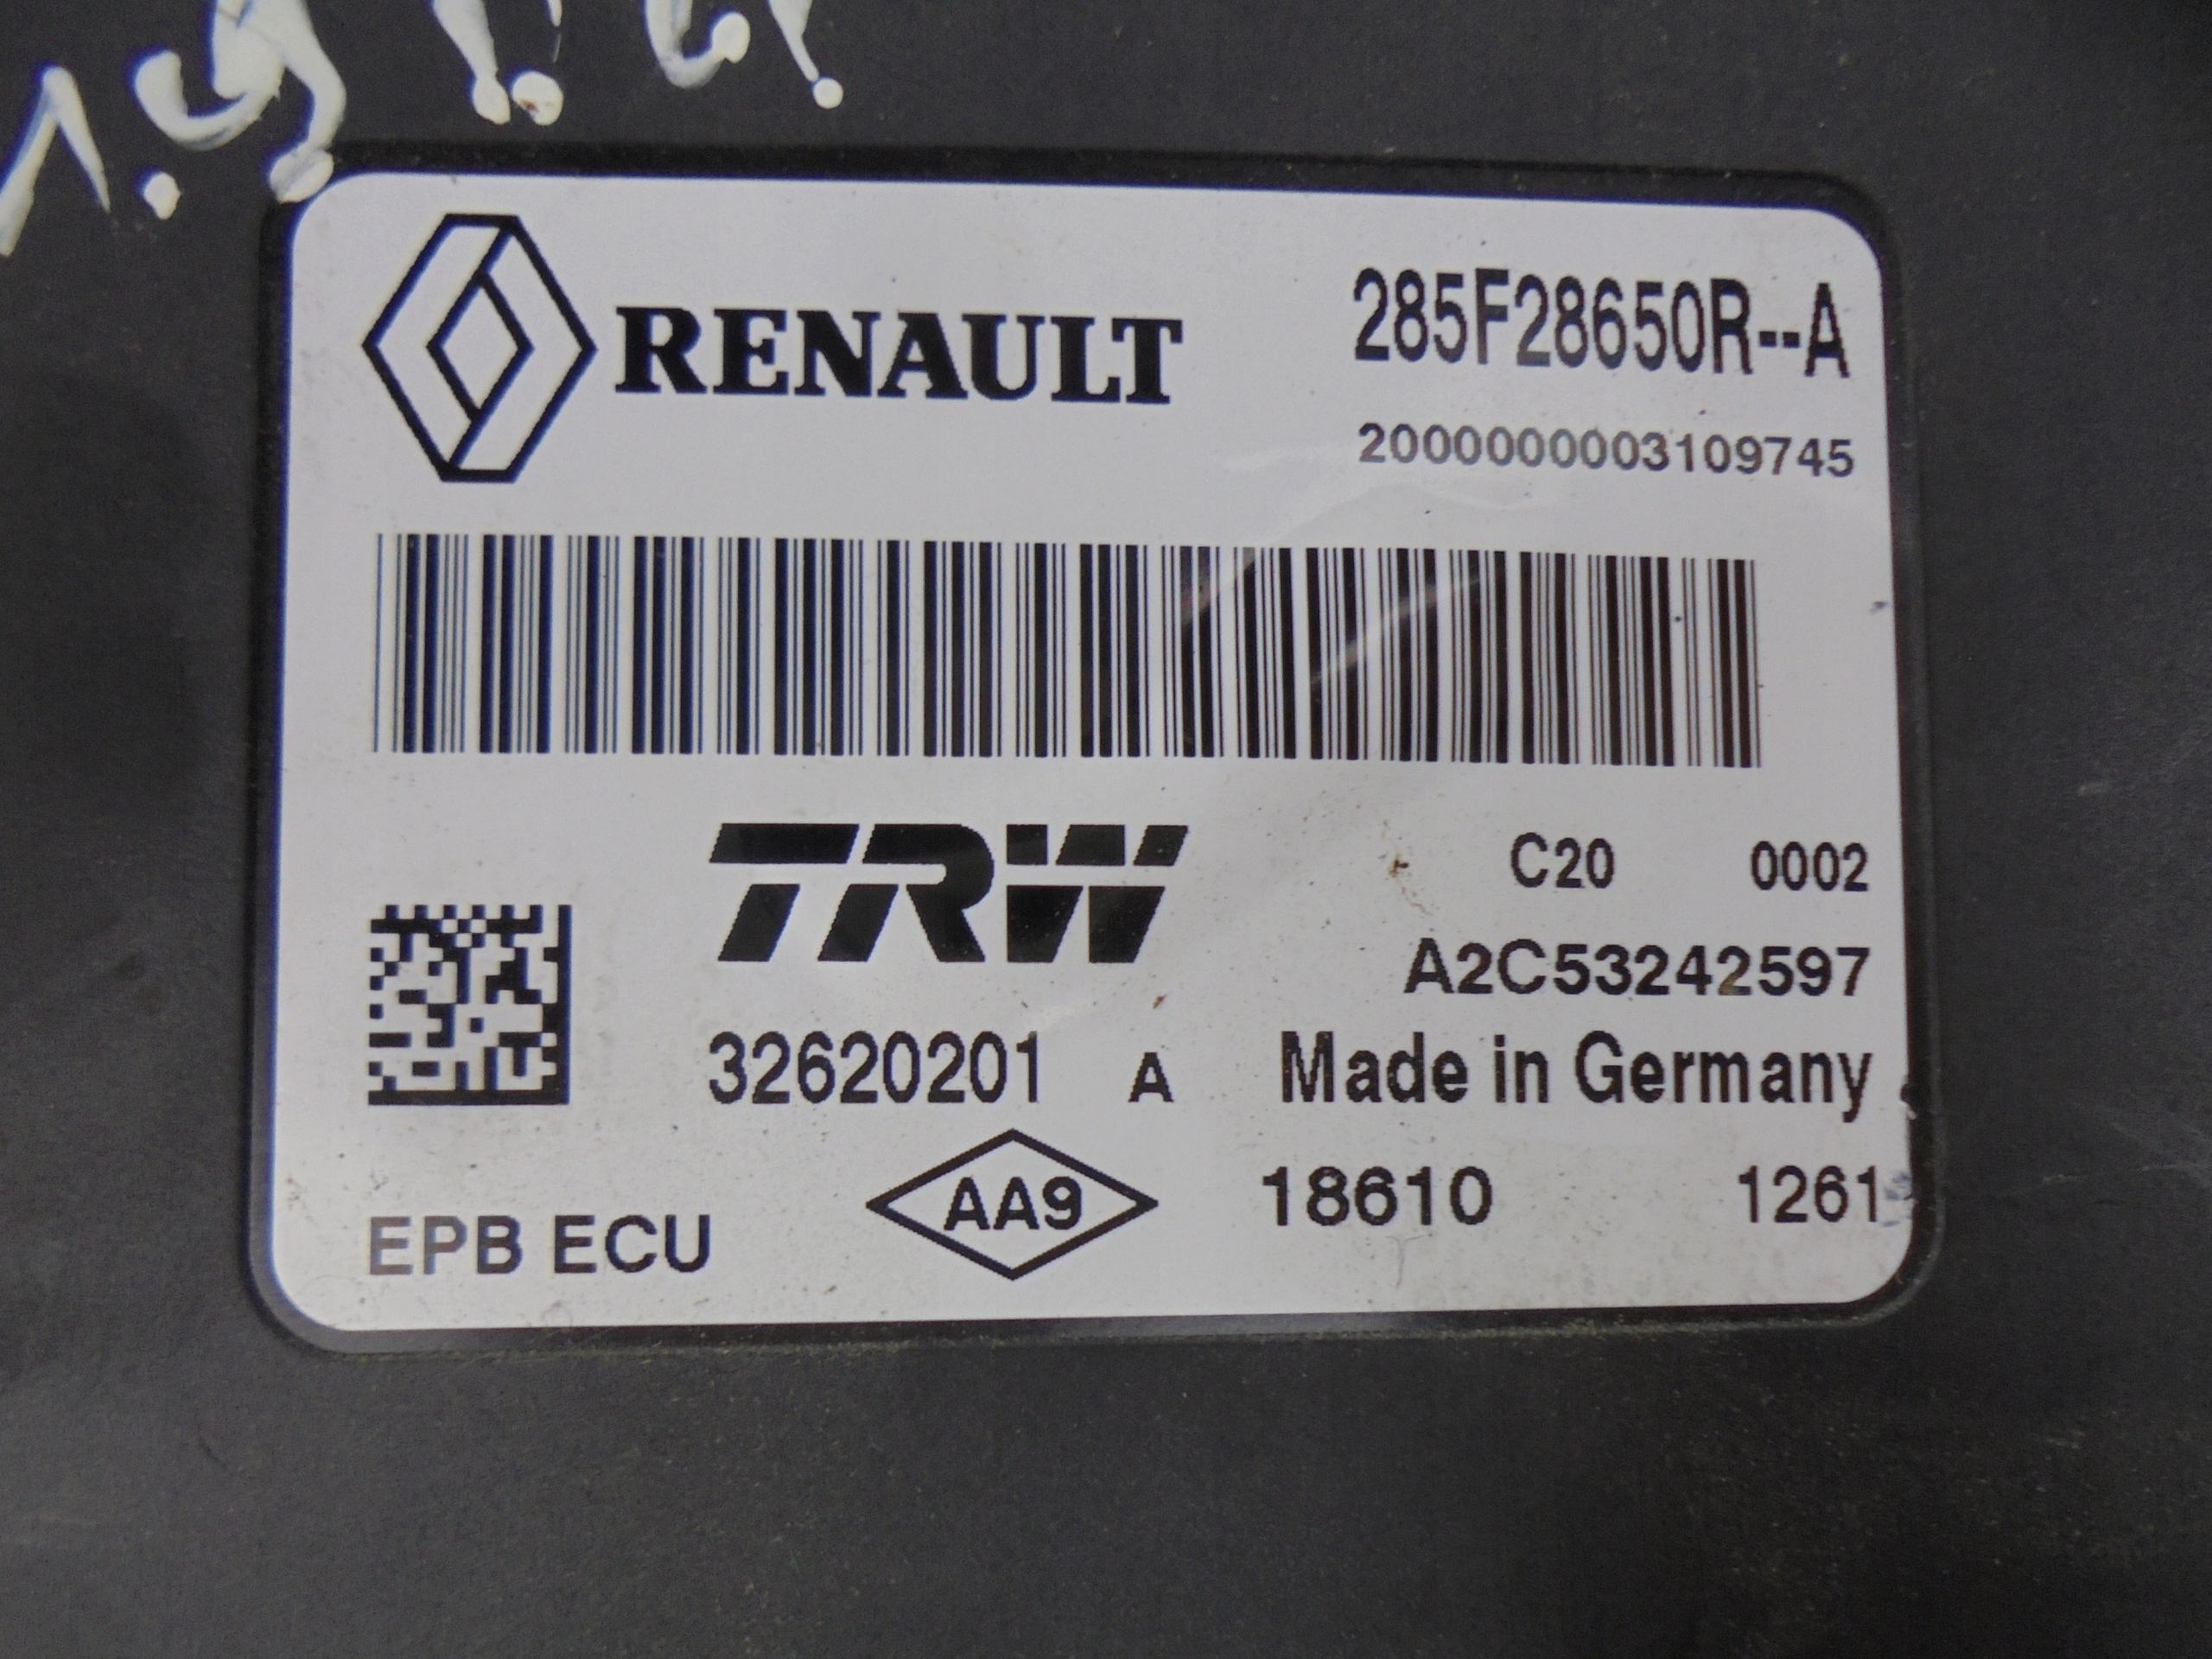 RENAULT 285F28650R--A
2000000003109745
TRW C20 0002
A2C53242597
32620201 A Made in Germany
EPB ECU AA9 18610 1261